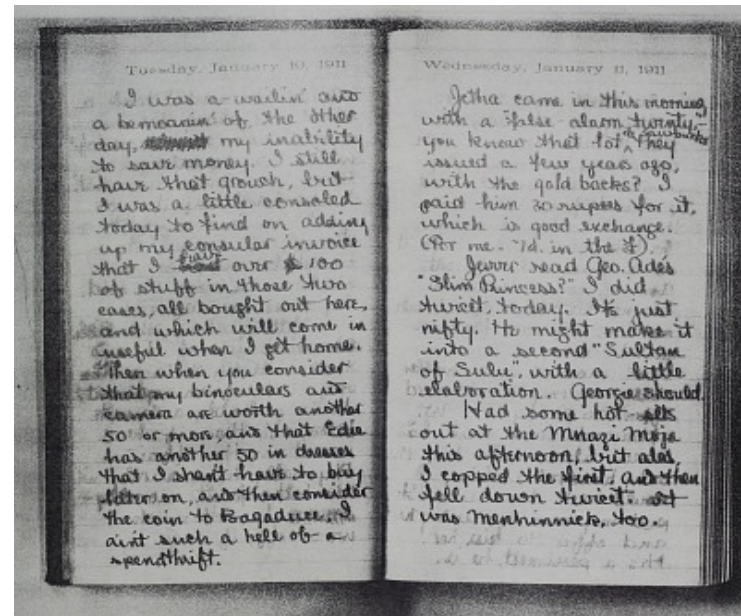 Tuesday, January 10, 1911
I was a-wailin' and
a bemoanin' of the other
day, my inability
to save money. I still
have that grouch, but
I was a little consoled
today to find on adding
up my consular invoice
that I have over $100
of stuff in those two
cases, all bought out here,
and which will come in
useful when I get home.
Then when you consider
that my binoculars and
camera are worth another
50 or more, and that Edie
has another 50 in dresses
that I shan't have to buy
later on, and then consider
the coin to Bagaduce, I
ain't such a hell of a
spendthrift.
Wednesday, January 11, 1911
Jetha came in this morning
with a false alarm twinty,-
you know that lot of sawbucks they
issued a few years ago,
with the gold backs? I
paid him 30 rupees for it,
which is good exchange.
(For me. 7d. in the $).
Jever read Geo. Ade's
"Slim Princess?" I did
twicet, today. It's just
nifty. He might make it
into a second "Sultan
of Sulu", with a little
elaboration. Georgie should.
Had some hot
out at the Mnazi Moja
this afternoon, but alas,
I copped the first, and then
fell down twicet. It
was Menhinnick, too.